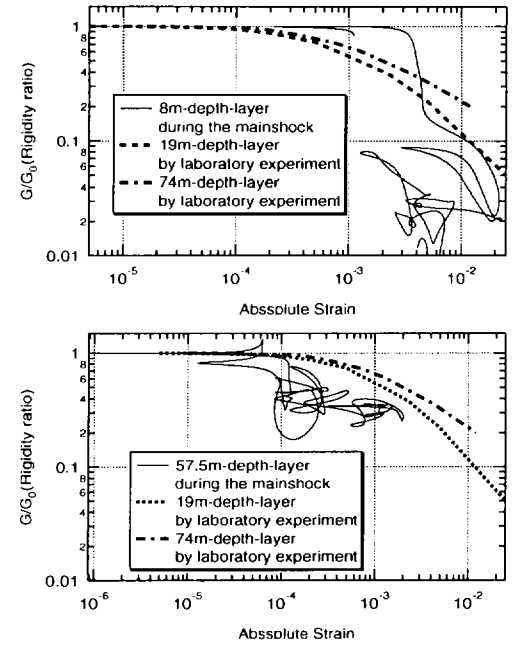 G/G0(Rigidity ratio)
1
8
6
4
2
0.1
8
6
4
2
0.01
8m-depth-layer
during the mainshock
19m-depth-layer
by laboratory experiment
74m-depth-layer
by laboratory experiment
10-5
10-4
10-3
10-2
Abssolute Strain
G/G0(Rigidity ratio)
1
8
6
4
2
0.1
8
6
4
2
0.01
57.5m-depth-layer
during the mainshock
19m-depth-layer
by laboratory experiment
74m-depth-layer
by laboratory experiment
10-6
10-5
10-4
10-3
10-2
Abssolute Strain